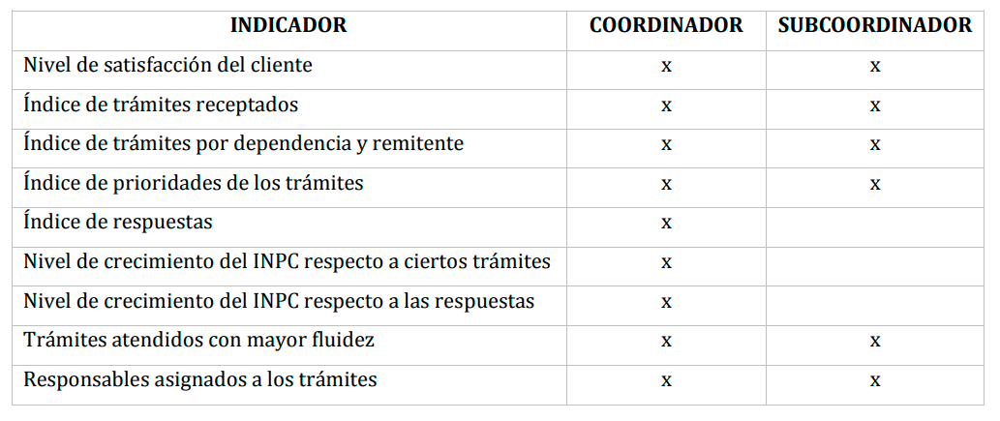 INDICADOR COORDINADOR SUBCOORDINADOR
Nivel de satisfacción del cliente x x
Índice de trámites receptados x x
Índice de trámites por dependencia y remitente x x
Índice de prioridades de los trámites x x
Índice de respuestas x
Nivel de crecimiento del INPC respecto a ciertos trámites x
Nivel de crecimiento del INPC respecto a las respuestas x
Trámites atendidos con mayor fluidez x x
Responsables asignados a los trámites x x